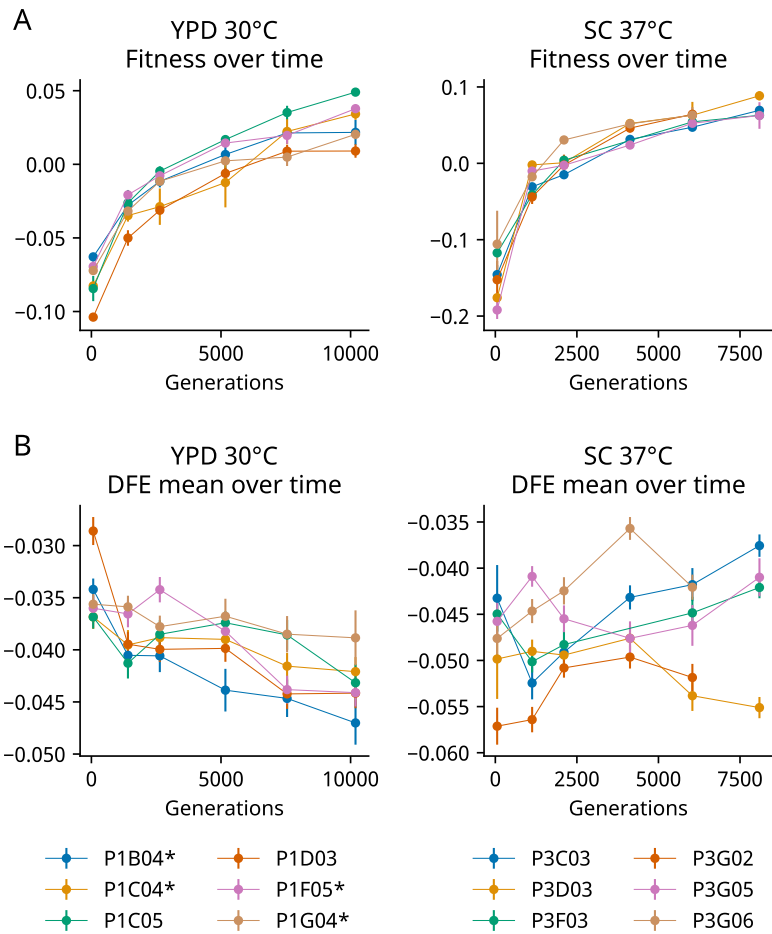 A
YPD 30°C
Fitness over time
0.05
0.00
−0.05
−0.10
0
5000
10000
Generations
SC 37°C
Fitness over time
0.1
0.0
−0.1
−0.2
0
2500
5000
7500
Generations
B
YPD 30°C
DFE mean over time
−0.030
−0.035
−0.040
−0.045
−0.050
0
5000
10000
Generations
SC 37°C
DFE mean over time
−0.035
−0.040
−0.045
−0.050
−0.055
−0.060
0
2500
5000
7500
Generations
P1B04*
P1C04*
P1C05
P1D03
P1F05*
P1G04*
P3C03
P3D03
P3F03
P3G02
P3G05
P3G06